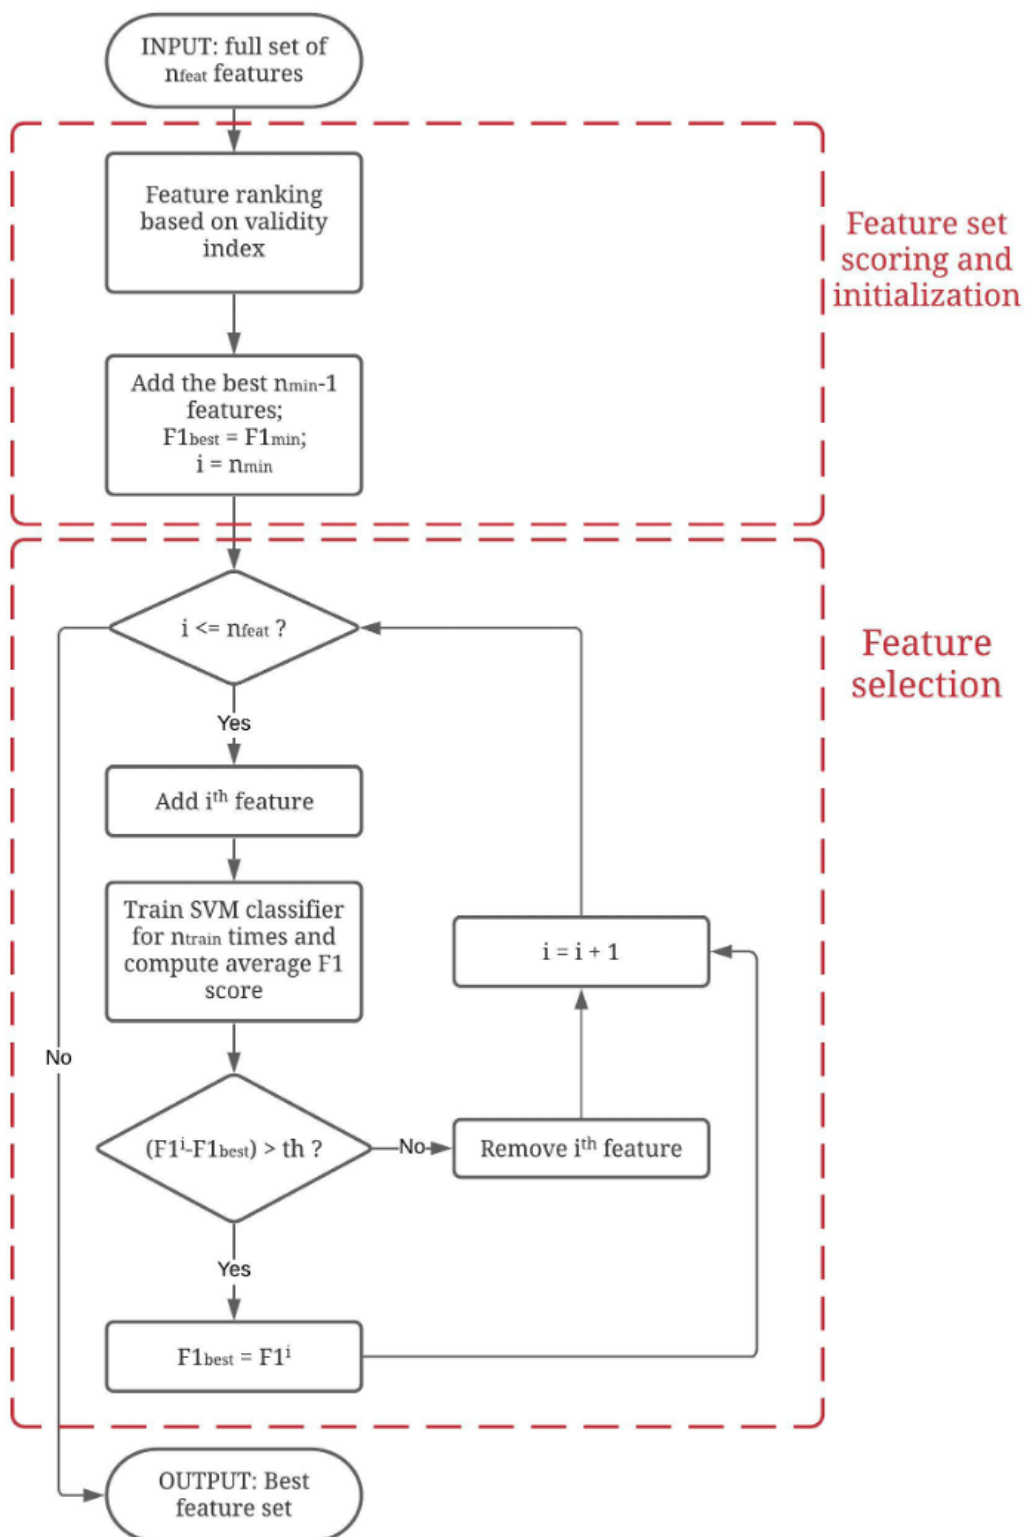 INPUT: full set of
nfeat features
Feature ranking
based on validity
index
Feature set
scoring and
initialization
Add the best nmin-1
features;
F1best = F1min;
i = nmin
i <= nfeat ?
Feature
selection
Yes
Add ith feature
Train SVM classifier
for ntrain times and
compute average F1
score
i = i + 1
No
(F1i-F1best) > th ?
No
Remove ith feature
Yes
F1best = F1i
OUTPUT: Best
feature set